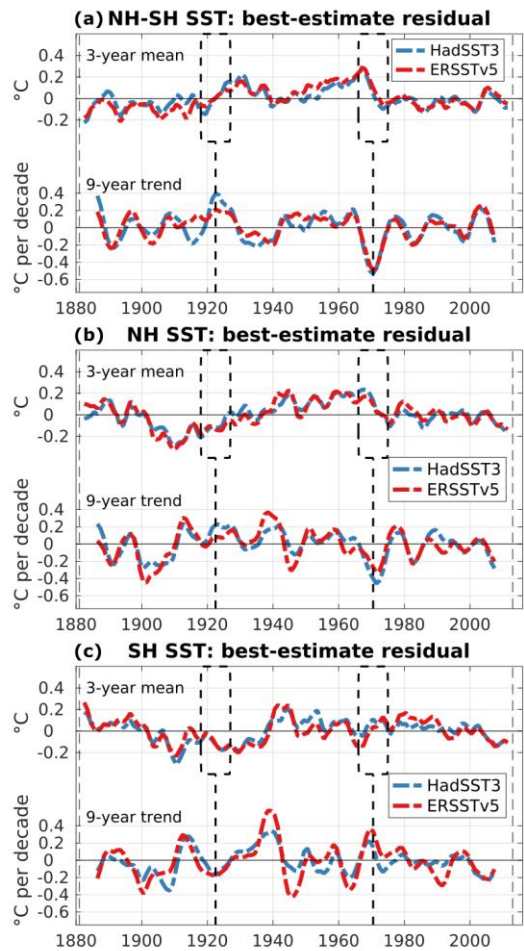 (a) NH-SH SST: best-estimate residual
3-year mean
HadSST3
ERSSTv5
0.4
0.2
0
-0.2
°C
9-year trend
0.4
0.2
0
-0.2
-0.4
-0.6
°C per decade
1880 1900 1920 1940 1960 1980 2000
(b) NH SST: best-estimate residual
3-year mean
0.4
0.2
0
-0.2
°C
HadSST3
ERSSTv5
9-year trend
0.4
0.2
0
-0.2
-0.4
-0.6
°C per decade
1880 1900 1920 1940 1960 1980 2000
(c) SH SST: best-estimate residual
3-year mean
0.4
0.2
0
-0.2
°C
HadSST3
ERSSTv5
9-year trend
0.4
0.2
0
-0.2
-0.4
-0.6
°C per decade
1880 1900 1920 1940 1960 1980 2000